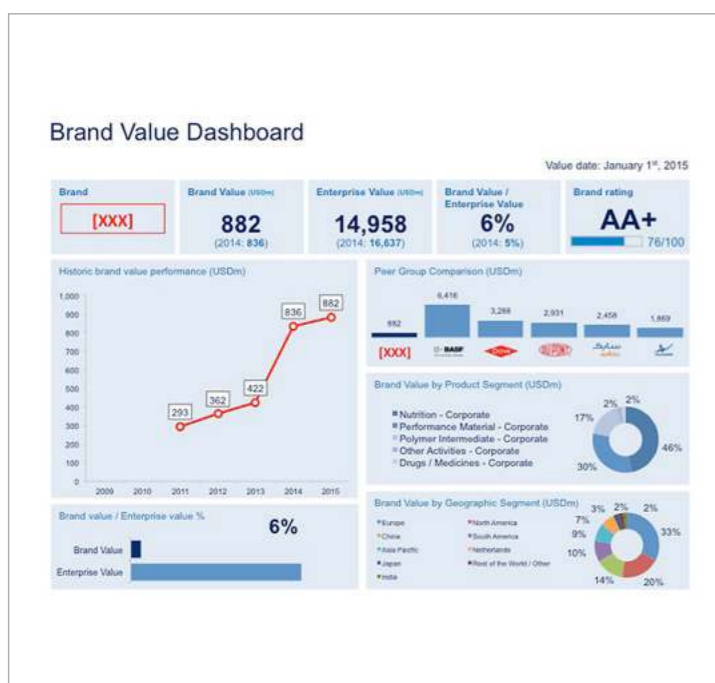 Brand Value Dashboard
Value date: January 1st, 2015
Brand
[XXX]
Brand Value (USDm)
882
(2014: 836)
Enterprise Value (USDm)
14,958
(2014: 16,637)
Brand Value /
Enterprise Value
6%
(2014: 5%)
Brand rating
AA+
76/100
Historic brand value performance (USDm)
1,000
900
800
700
600
500
400
300
200
100
0
293
362
422
836
882
2009 2010 2011 2012 2013 2014 2015
Peer Group Comparison (USDm)
882 6,416 3,288 2,931 2,458 1,869
[XXX]
BASF
Dow
DUPONT
سابك
Brand Value by Product Segment (USDm)
Nutrition - Corporate
Performance Material - Corporate
Polymer Intermediate - Corporate
Other Activities - Corporate
Drugs / Medicines - Corporate
2% 2%
17%
46%
30%
Brand value / Enterprise value %
6%
Brand Value
Enterprise Value
Brand Value by Geographic Segment (USDm)
Europe
North America
China
South America
Asia Pacific
Netherlands
Japan
Rest of the World / Other
India
3% 2% 2%
7%
9%
33%
10%
14%
20%